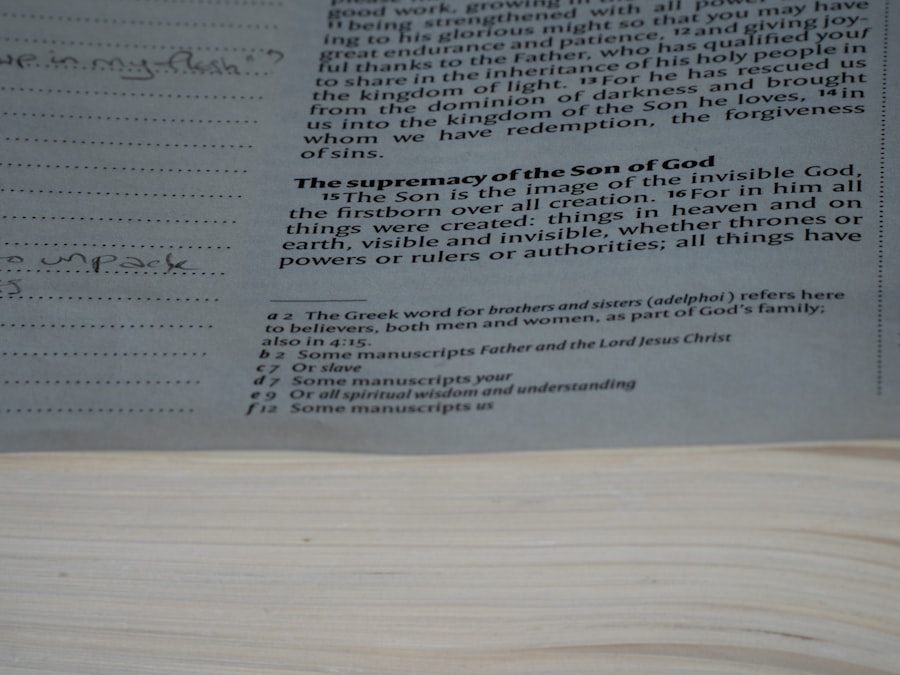 good work, growing in the
11 being strengthened with all power
ing to his glorious might so that you may have
great endurance and patience, 12 and giving joy-
ful thanks to the Father, who has qualified you f
to share in the inheritance of his holy people in
the kingdom of light. 13 For he has rescued us
from the dominion of darkness and brought
us into the kingdom of the Son he loves, 14 in
whom we have redemption, the forgiveness
of sins.
The supremacy of the Son of God
15 The Son is the image of the invisible God,
the firstborn over all creation. 16 For in him all
things were created: things in heaven and on
earth, visible and invisible, whether thrones or
powers or rulers or authorities; all things have
a 2 The Greek word for brothers and sisters (adelphoi) refers here
to believers, both men and women, as part of God's family;
also in 4:15.
b 2 Some manuscripts Father and the Lord Jesus Christ
c 7 Or slave
d 7 Some manuscripts your
e 9 Or all spiritual wisdom and understanding
f 12 Some manuscripts us
up in my flesh"?
to unpack